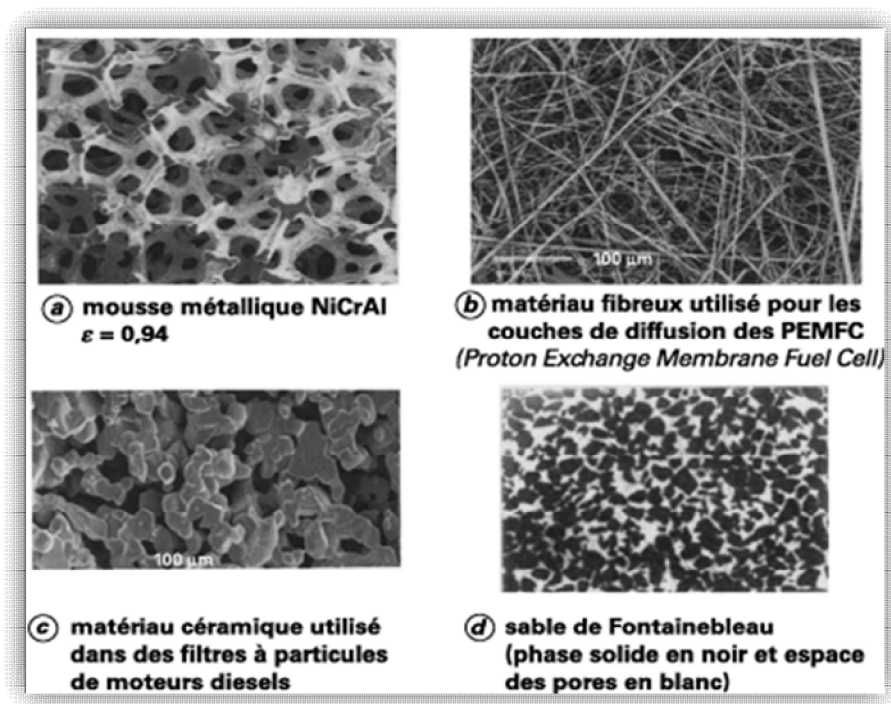 ⓐ mousse métallique NiCrAl
ε = 0,94
100 μm
ⓑ matériau fibreux utilisé pour les
couches de diffusion des PEMFC
(Proton Exchange Membrane Fuel Cell)
100 μm
ⓒ matériau céramique utilisé
dans des filtres à particules
de moteurs diesels
ⓓ sable de Fontainebleau
(phase solide en noir et espace
des pores en blanc)